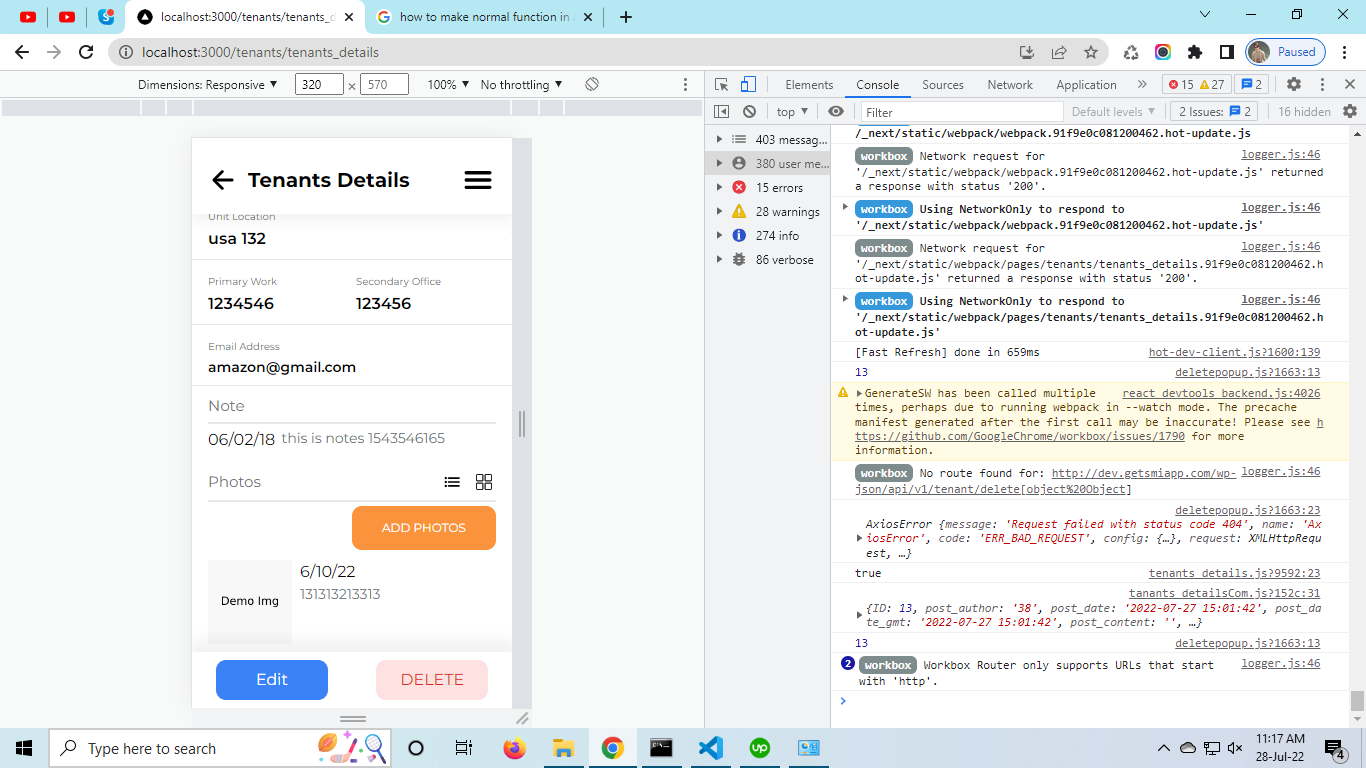 localhost:3000/tenants/tenants_d
how to make normal function in
localhost:3000/tenants/tenants_details
Paused
Dimensions: Responsive
320
×
570
100%
No throttling
Elements
Console
Sources
Network
Application
15
27
2
top
Filter
Default levels
2 Issues:
2
16 hidden
403 messag...
380 user me...
15 errors
28 warnings
274 info
86 verbose
Tenants Details
Unit Location
usa 132
Primary Work
Secondary Office
1234546
123456
Email Address
amazon@gmail.com
Note
06/02/18 this is notes 1543546165
Photos
ADD PHOTOS
Demo Img
6/10/22
131313213313
Edit
DELETE
/_next/static/webpack/webpack.91f9e0c081200462.hot-update.js
workbox Network request for logger.js:46
'/_next/static/webpack/webpack.91f9e0c081200462.hot-update.js' returned
a response with status '200'.
workbox Using NetworkOnly to respond to logger.js:46
'/_next/static/webpack/webpack.91f9e0c081200462.hot-update.js'
workbox Network request for logger.js:46
'/_next/static/webpack/pages/tenants/tenants_details.91f9e0c081200462.h
ot-update.js' returned a response with status '200'.
workbox Using NetworkOnly to respond to logger.js:46
'/_next/static/webpack/pages/tenants/tenants_details.91f9e0c081200462.h
ot-update.js'
[Fast Refresh] done in 659ms hot-dev-client.js?1600:139
13 deletepopup.js?1663:13
GenerateSW has been called multiple react_devtools_backend.js:4026
times, perhaps due to running webpack in --watch mode. The precache
manifest generated after the first call may be inaccurate! Please see h
ttps://github.com/GoogleChrome/workbox/issues/1790 for more
information.
workbox No route found for: http://dev.getsmiapp.com/wp- logger.js:46
json/api/v1/tenant/delete[object%20Object]
deletepopup.js?1663:23
AxiosError {message: 'Request failed with status code 404', name: 'Ax
iosError', code: 'ERR_BAD_REQUEST', config: {…}, request: XMLHttpRequ
est, …}
true tenants_details.js?9592:23
tanants_detailsCom.js?152c:31
{ID: 13, post_author: '38', post_date: '2022-07-27 15:01:42', post_da
te_gmt: '2022-07-27 15:01:42', post_content: '', …}
13 deletepopup.js?1663:13
2 workbox Workbox Router only supports URLs that start logger.js:46
with 'http'.
Type here to search
up
11:17 AM
28-Jul-22
4